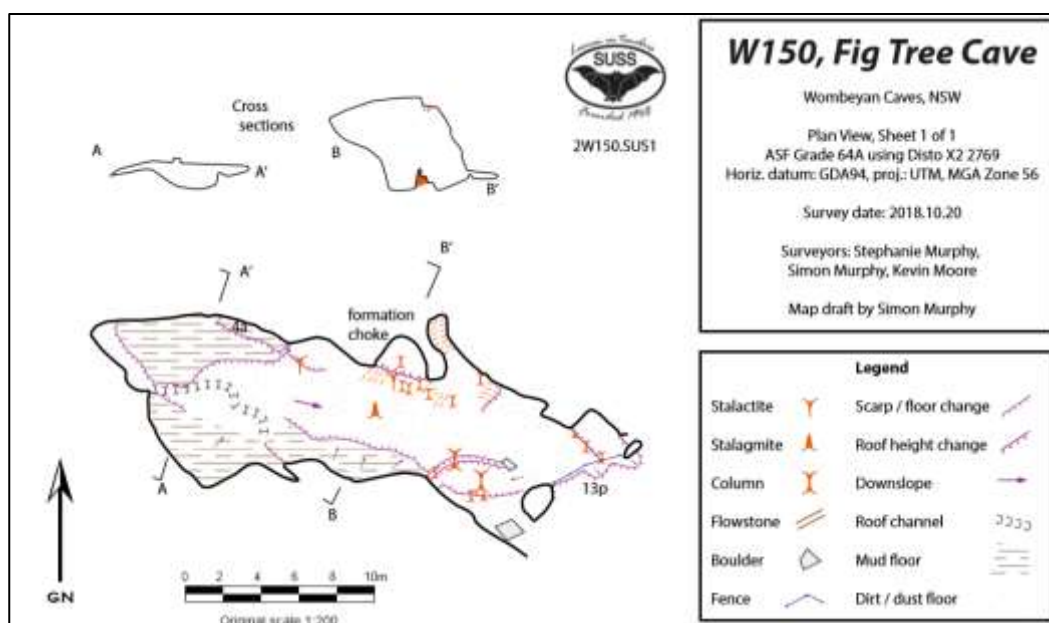 SUSS
Founded 1948
2W150.SUS1
W150, Fig Tree Cave
Wombeyan Caves, NSW
Plan View, Sheet 1 of 1
ASF Grade 64A using Disto X2 2769
Horiz. datum: GDA94, proj.: UTM, MGA Zone 56
Survey date: 2018.10.20
Surveyors: Stephanie Murphy,
Simon Murphy, Kevin Moore
Map draft by Simon Murphy
Cross
sections
A
A'
B
B'
A'
B'
4a
formation
choke
A
B
13p
GN
0 2 4 6 8 10m
Original scale 1:200
Legend
Stalactite
Scarp / floor change
Stalagmite
Roof height change
Column
Downslope
Flowstone
Roof channel
Boulder
Mud floor
Fence
Dirt / dust floor